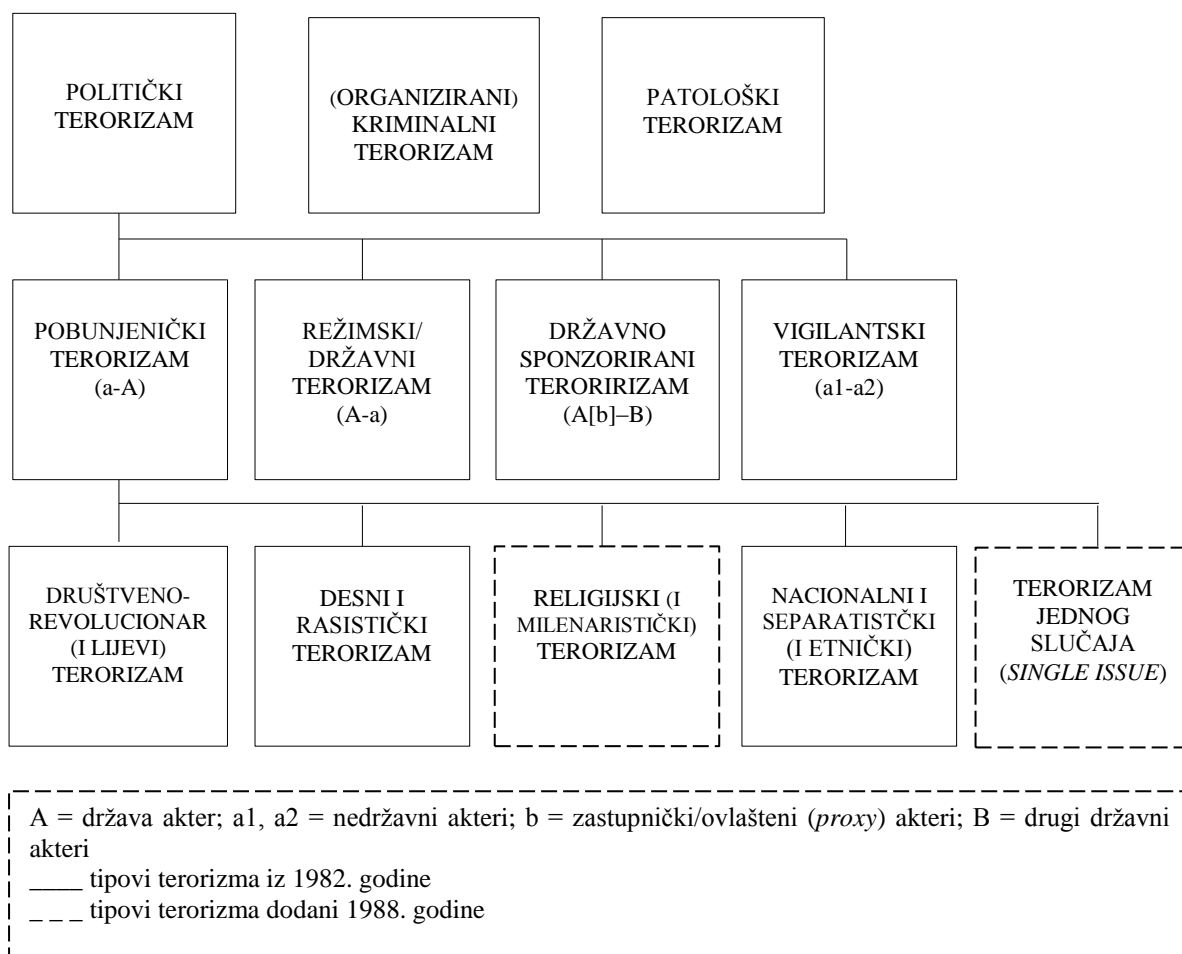 POLITIČKI
TERORIZAM
(ORGANIZIRANI)
KRIMINALNI
TERORIZAM
PATOLOŠKI
TERORIZAM
POBUNJENIČKI
TERORIZAM
(a-A)
REŽIMSKI/
DRŽAVNI
TERORIZAM
(A-a)
DRŽAVNO
SPONZORIRANI
TERORIRIZAM
(A[b]–B)
VIGILANTSKI
TERORIZAM
(a1-a2)
DRUŠTVENO-
REVOLUCIONAR
(I LIJEVI)
TERORIZAM
DESNI I
RASISTIČKI
TERORIZAM
RELIGIJSKI (I
MILENARISTIČKI)
TERORIZAM
NACIONALNI I
SEPARATISTČKI
(I ETNIČKI)
TERORIZAM
TERORIZAM
JEDNOG
SLUČAJA
(SINGLE ISSUE)
A = država akter; a1, a2 = nedržavni akteri; b = zastupnički/ovlašteni (proxy) akteri; B = drugi državni
akteri
____ tipovi terorizma iz 1982. godine
_ _ _ tipovi terorizma dodani 1988. godine